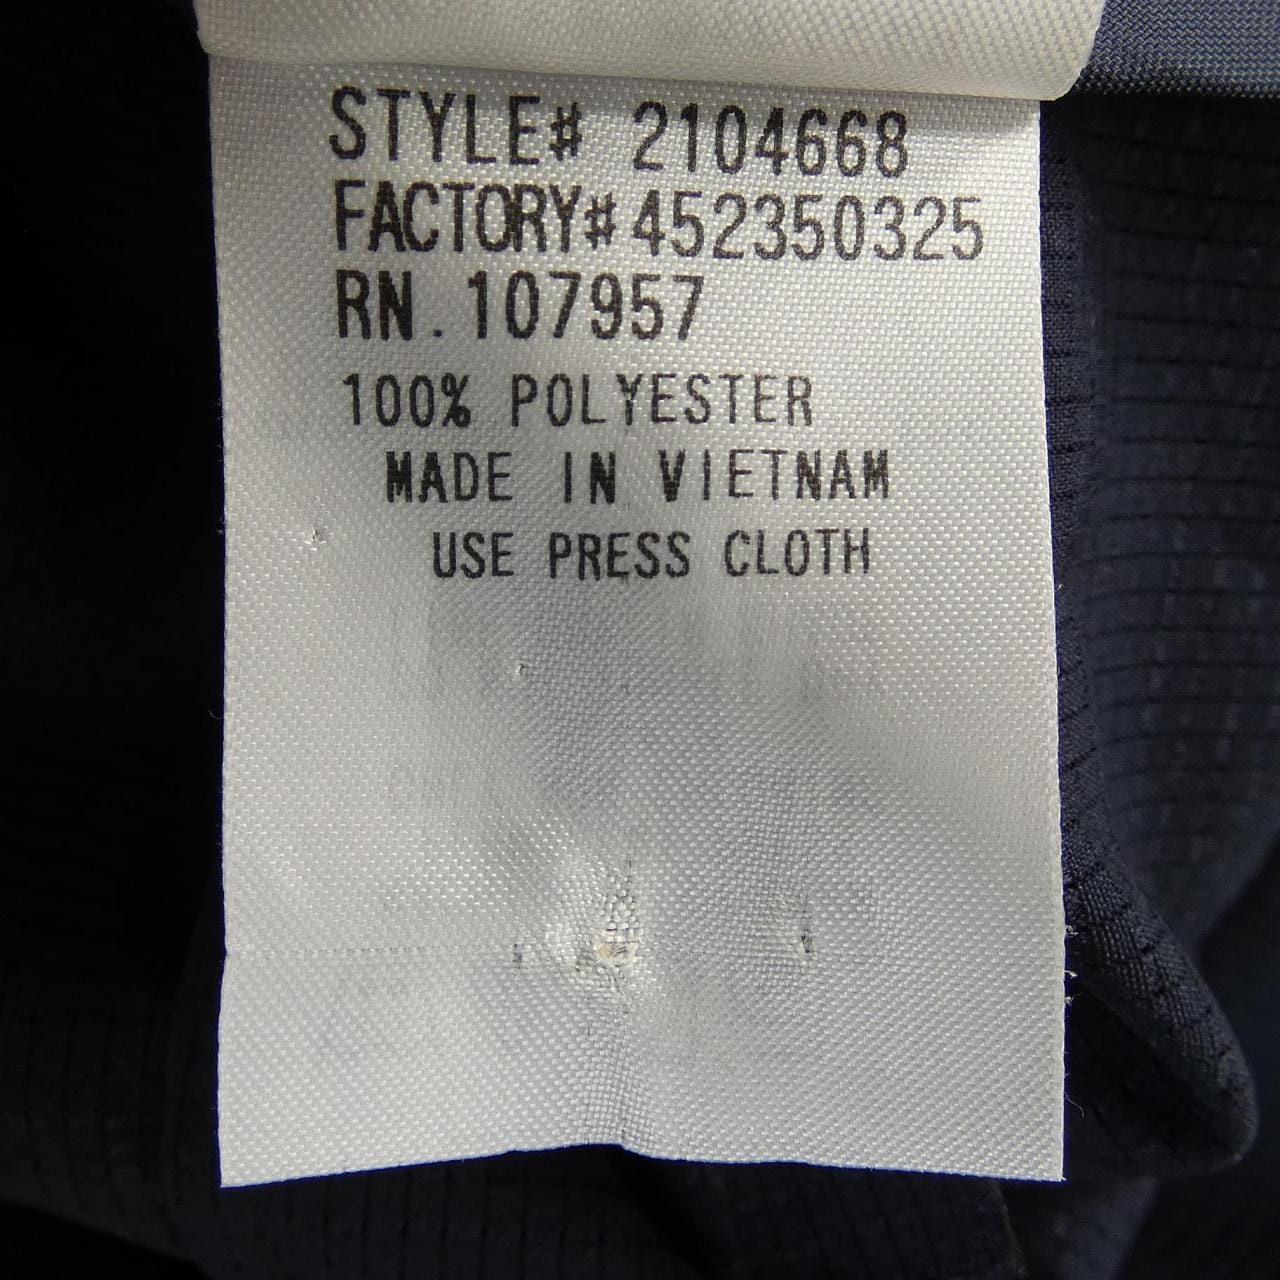 STYLE# 2104668
FACTORY# 452350325
RN. 107957
100% POLYESTER
MADE IN VIETNAM
USE PRESS CLOTH